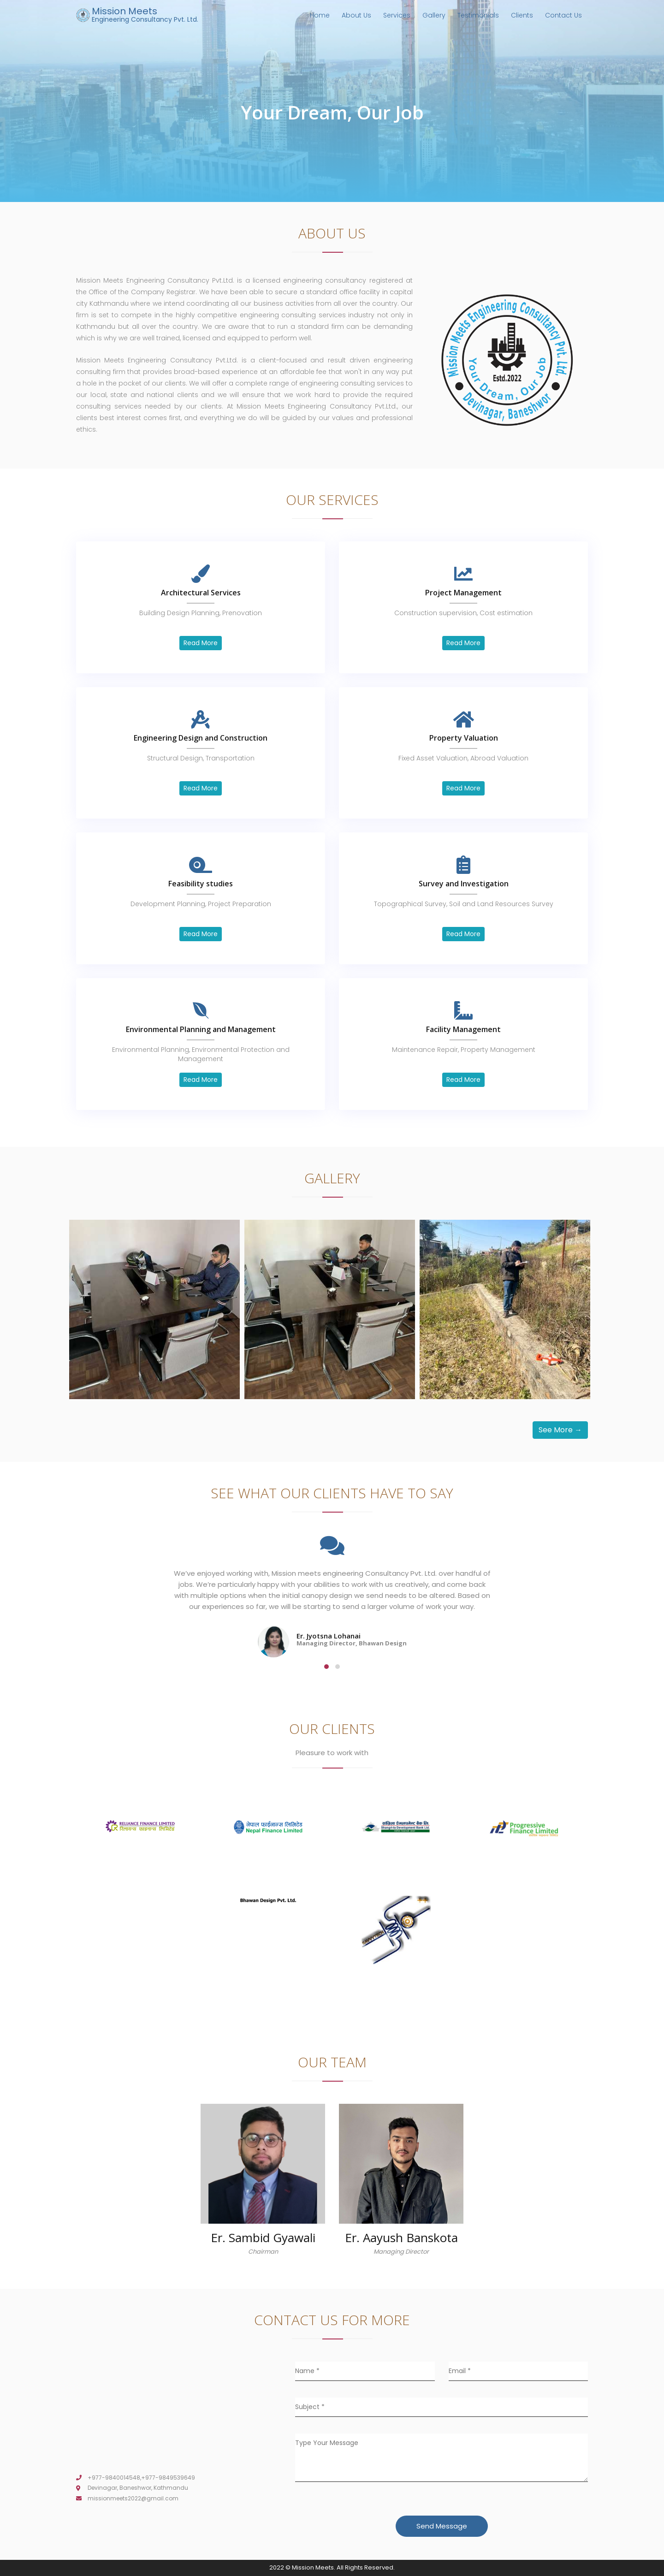 Mission Meets
Engineering Consultancy Pvt. Ltd.
Home About Us Services Gallery Testimonials Clients Contact Us
Your Dream, Our Job
ABOUT US
Mission Meets Engineering Consultancy Pvt.Ltd. is a licensed engineering consultancy registered at
the Office of the Company Registrar. We have been able to secure a standard office facility in capital
city Kathmandu where we intend coordinating all our business activities from all over the country. Our
firm is set to compete in the highly competitive engineering consulting services industry not only in
Kathmandu but all over the country. We are aware that to run a standard firm can be demanding
which is why we are well trained, licensed and equipped to perform well.
Mission Meets Engineering Consultancy Pvt.Ltd. is a client-focused and result driven engineering
consulting firm that provides broad-based experience at an affordable fee that won't in any way put
a hole in the pocket of our clients. We will offer a complete range of engineering consulting services to
our local, state and national clients and we will ensure that we work hard to provide the required
consulting services needed by our clients. At Mission Meets Engineering Consultancy Pvt.Ltd., our
clients best interest comes first, and everything we do will be guided by our values and professional
ethics.
Mission Meets Engineering Consultancy Pvt. Ltd.
Your Dream, Our Job
Estd.2022
Devinagar, Baneshwor
OUR SERVICES
Architectural Services
Building Design Planning, Prenovation
Read More
Project Management
Construction supervision, Cost estimation
Read More
Engineering Design and Construction
Structural Design, Transportation
Read More
Property Valuation
Fixed Asset Valuation, Abroad Valuation
Read More
Feasibility studies
Development Planning, Project Preparation
Read More
Survey and Investigation
Topographical Survey, Soil and Land Resources Survey
Read More
Environmental Planning and Management
Environmental Planning, Environmental Protection and
Management
Read More
Facility Management
Maintenance Repair, Property Management
Read More
GALLERY
See More →
SEE WHAT OUR CLIENTS HAVE TO SAY
We've enjoyed working with, Mission meets engineering Consultancy Pvt. Ltd. over handful of
jobs. We're particularly happy with your abilities to work with us creatively, and come back
with multiple options when the initial canopy design we send needs to be altered. Based on
our experiences so far, we will be starting to send a larger volume of work your way.
Er. Jyotsna Lohanai
Managing Director, Bhawan Design
OUR CLIENTS
Pleasure to work with
RELIANCE FINANCE LIMITED
रिलायन्स फाइनान्स लिमिटेड
नेपाल फाईनान्स लिमिटेड
Nepal Finance Limited
Progressive
Finance Limited
Bhawan Design Pvt. Ltd.
OUR TEAM
Er. Sambid Gyawali
Chairman
Er. Aayush Banskota
Managing Director
CONTACT US FOR MORE
+977-9840014548,+977-9849539649
Devinagar, Baneshwor, Kathmandu
missionmeets2022@gmail.com
Name *
Email *
Subject *
Type Your Message
Send Message
2022 © Mission Meets. All Rights Reserved.